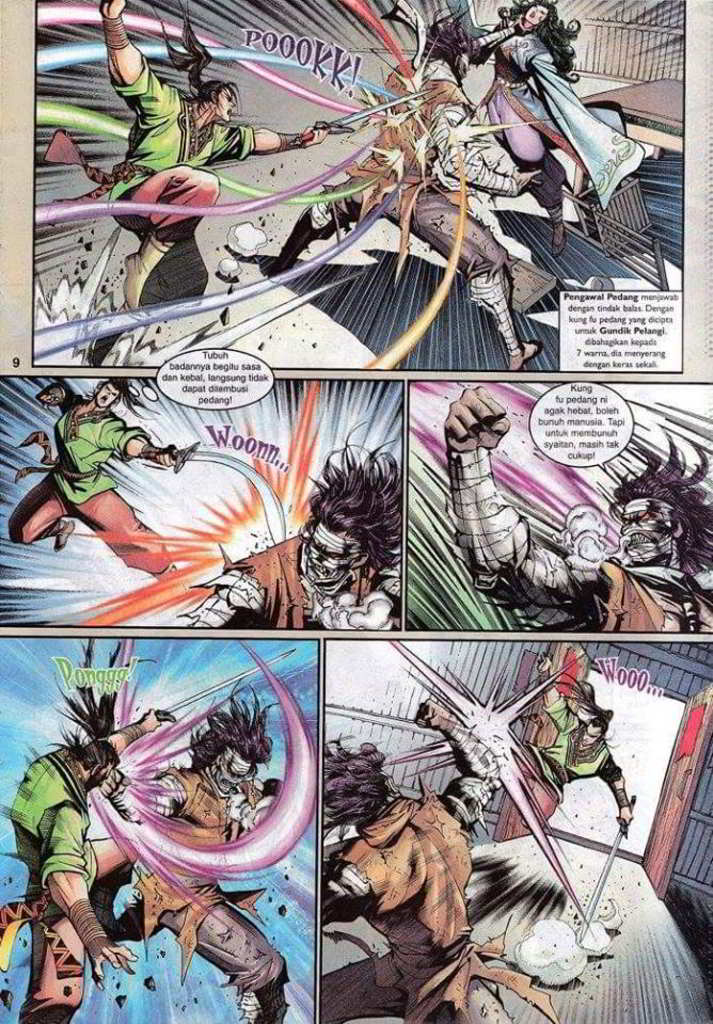 POOOKK!
Pengawal Pedang menjawab
dengan tindak balas. Dengan
kung fu pedang yang dicipta
untuk Gundik Pelangi,
dibahagikan kepada
7 warna, dia menyerang
dengan keras sekali.
9
Tubuh
badannya begitu sasa
dan kebal, langsung tidak
dapat ditembusi
pedang!
Woonn...
Kung
fu pedang ni
agak hebat, boleh
bunuh manusia. Tapi
untuk membunuh
syaitan, masih tak
cukup!
Ponggg!
Wooo...